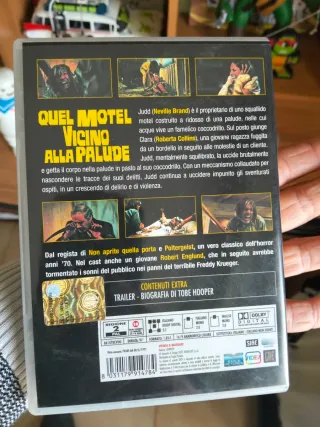 QUEL MOTEL
VICINO
ALLA PALUDE
Judd (Neville Brand) è il proprietario di uno squallido
motel costruito a ridosso di una palude, nelle cui
acque vive un famelico coccodrillo. Sul posto giunge
Clara (Roberta Collins), una giovane ragazza fuggita
da un bordello in seguito alle molestie di un cliente.
Judd, mentalmente squilibrato, la uccide brutalmente
e getta il corpo nella palude in pasto al suo coccodrillo. Con un meccanismo collaudato per
nascondere le tracce dei suoi delitti, Judd continua a uccidere impunito gli sventurati
ospiti, in un crescendo di delirio e di violenza.
Dal regista di Non aprite quella porta e Poltergeist, un vero classico dell'horror
anni '70. Nel cast anche un giovane Robert Englund, che in seguito avrebbe
tormentato i sonni del pubblico nei panni del terribile Freddy Krueger.
CONTENUTI EXTRA
TRAILER - BIOGRAFIA DI TOBE HOOPER
REGIONE
2
PAL
DOLBY
DIGITAL
8 031179 914784